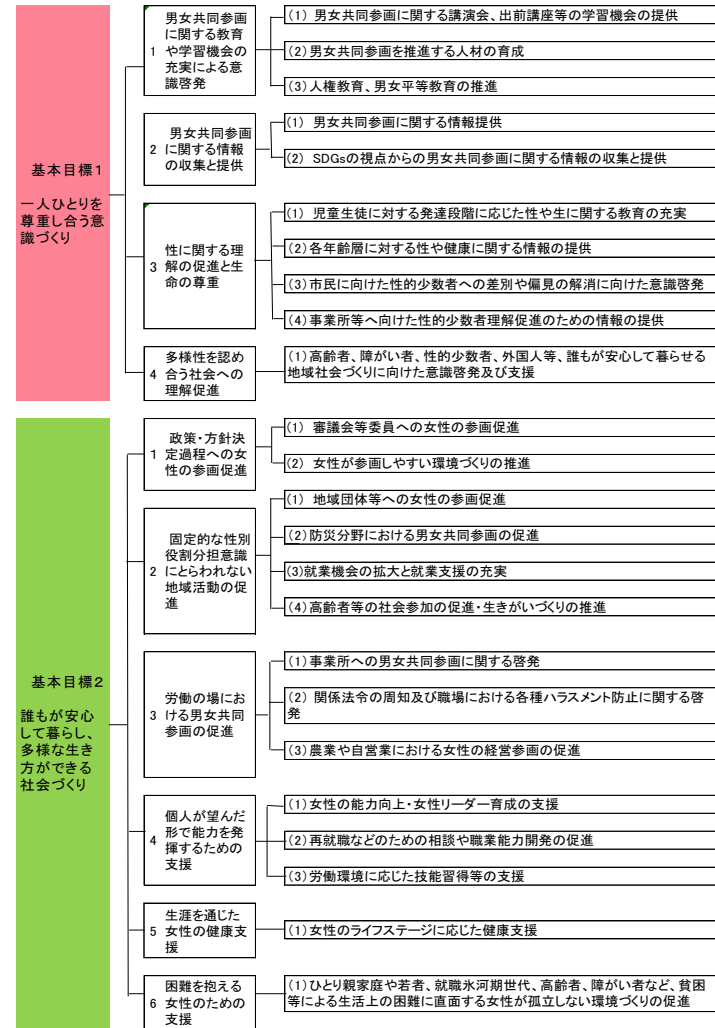 基本目標1
一人ひとりを
尊重し合う意
識づくり
1
男女共同参画
に関する教育
や学習機会の
充実による意
識啓発
(1) 男女共同参画に関する講演会、出前講座等の学習機会の提供
(2)男女共同参画を推進する人材の育成
(3)人権教育、男女平等教育の推進
2
男女共同参画
に関する情報
の収集と提供
(1) 男女共同参画に関する情報提供
(2) SDGsの視点からの男女共同参画に関する情報の収集と提供
3
性に関する理
解の促進と生
命の尊重
(1) 児童生徒に対する発達段階に応じた性や生に関する教育の充実
(2)各年齢層に対する性や健康に関する情報の提供
(3)市民に向けた性的少数者への差別や偏見の解消に向けた意識啓発
(4)事業所等へ向けた性的少数者理解促進のための情報の提供
4
多様性を認め
合う社会への
理解促進
(1)高齢者、障がい者、性的少数者、外国人等、誰もが安心して暮らせる
地域社会づくりに向けた意識啓発及び支援
基本目標2
誰もが安心
して暮らし、
多様な生き
方ができる
社会づくり
1
政策・方針決
定過程への女
性の参画促進
(1) 審議会等委員への女性の参画促進
(2) 女性が参画しやすい環境づくりの推進
2
固定的な性別
役割分担意識
にとらわれない
地域活動の促
進
(1) 地域団体等への女性の参画促進
(2)防災分野における男女共同参画の促進
(3)就業機会の拡大と就業支援の充実
(4)高齢者等の社会参加の促進・生きがいづくりの推進
3
労働の場にお
ける男女共同
参画の促進
(1)事業所への男女共同参画に関する啓発
(2) 関係法令の周知及び職場における各種ハラスメント防止に関する啓
発
(3)農業や自営業における女性の経営参画の促進
4
個人が望んだ
形で能力を発
揮するための
支援
(1)女性の能力向上・女性リーダー育成の支援
(2)再就職などのための相談や職業能力開発の促進
(3)労働環境に応じた技能習得等の支援
5
生涯を通じた
女性の健康支
援
(1)女性のライフステージに応じた健康支援
6
困難を抱える
女性のための
支援
(1)ひとり親家庭や若者、就職氷河期世代、高齢者、障がい者など、貧困
等による生活上の困難に直面する女性が孤立しない環境づくりの促進